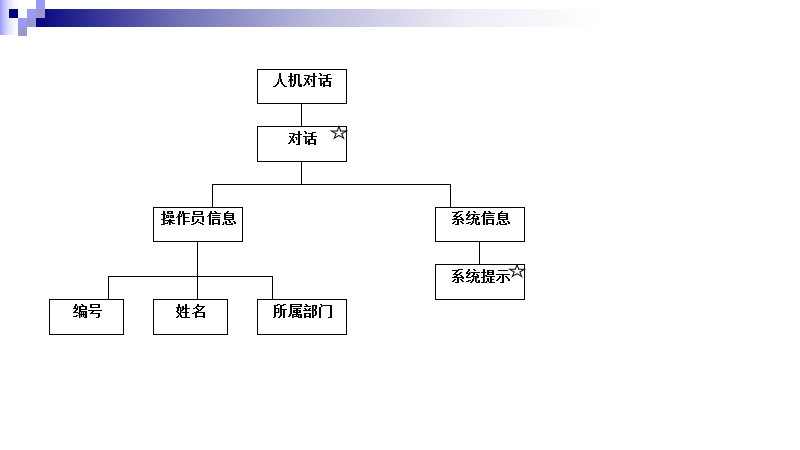 人机对话
对话
操作员信息
系统信息
系统提示
编号
姓名
所属部门